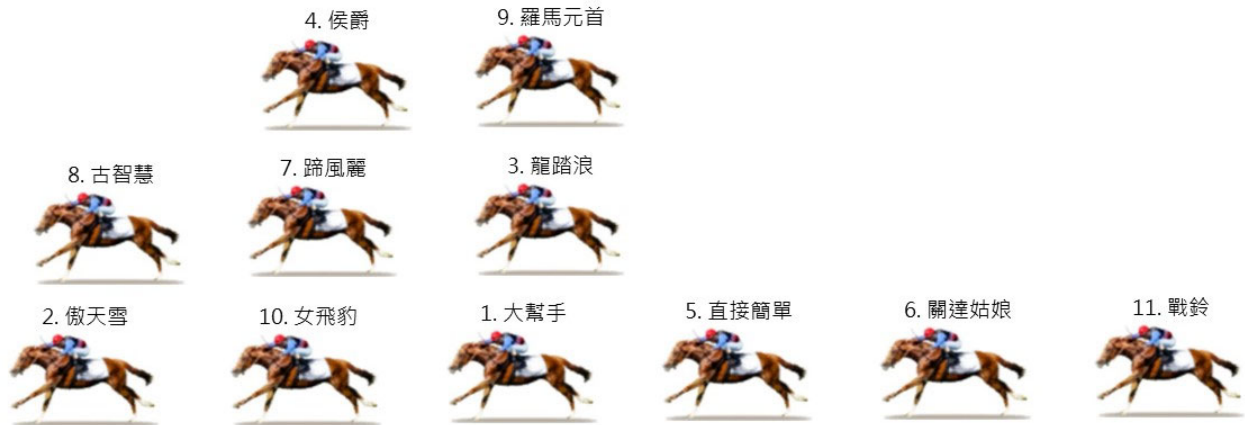 4. 侯爵
9. 羅馬元首
8. 古智慧
7. 蹄風麗
3. 龍踏浪
2. 傲天雪
10. 女飛豹
1. 大幫手
5. 直接簡單
6. 關達姑娘
11. 戰鈴